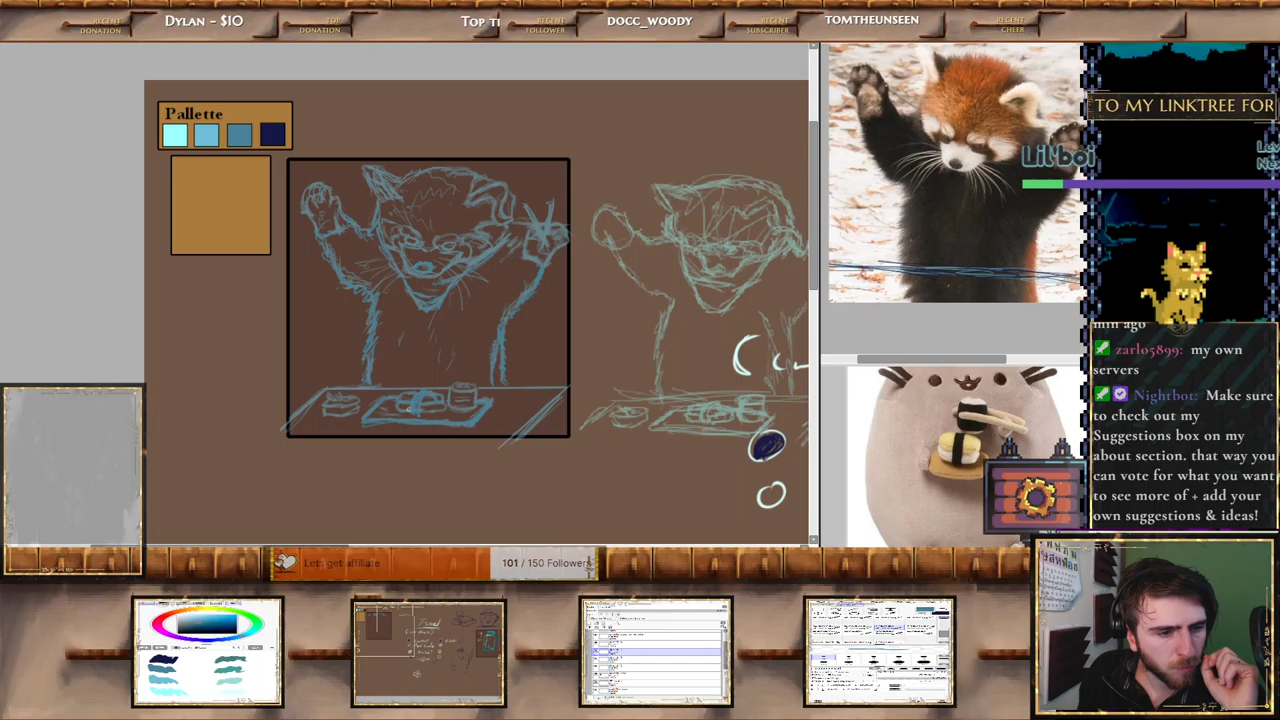 RECENT
DONATION
Dylan - $10
TOP
DONATION
Top T
RECENT
FOLLOWER
docc_woody
RECENT
SUBSCRIBER
tomtheunseen
RECENT
CHEER
TO MY LINKTREE FOR
Pallette
Lil'boi
Lev
Nex
min ago
zarlo5899: my own
servers
Nightbot: Make sure
to check out my
Suggestions box on my
about section. that way you
can vote for what you want
to see more of + add your
own suggestions & ideas!
Lets get affiliate
101 / 150 Followers